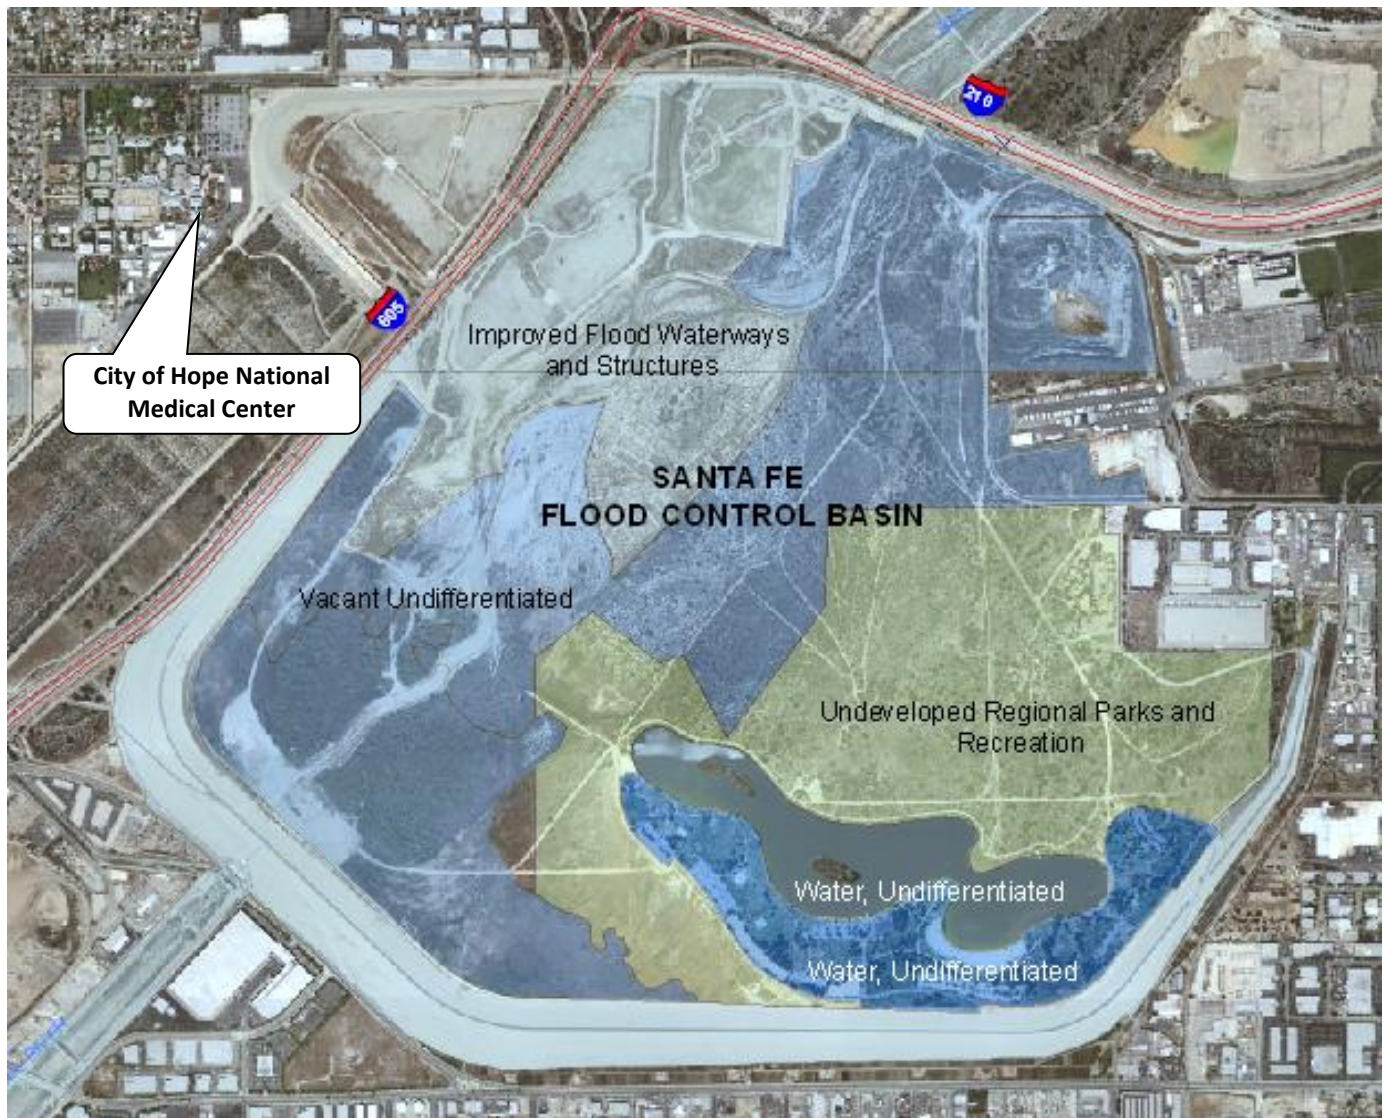 210
605
City of Hope National
Medical Center
Improved Flood Waterways
and Structures
SANTA FE
FLOOD CONTROL BASIN
Vacant Undifferentiated
Undeveloped Regional Parks and
Recreation
Water, Undifferentiated
Water, Undifferentiated